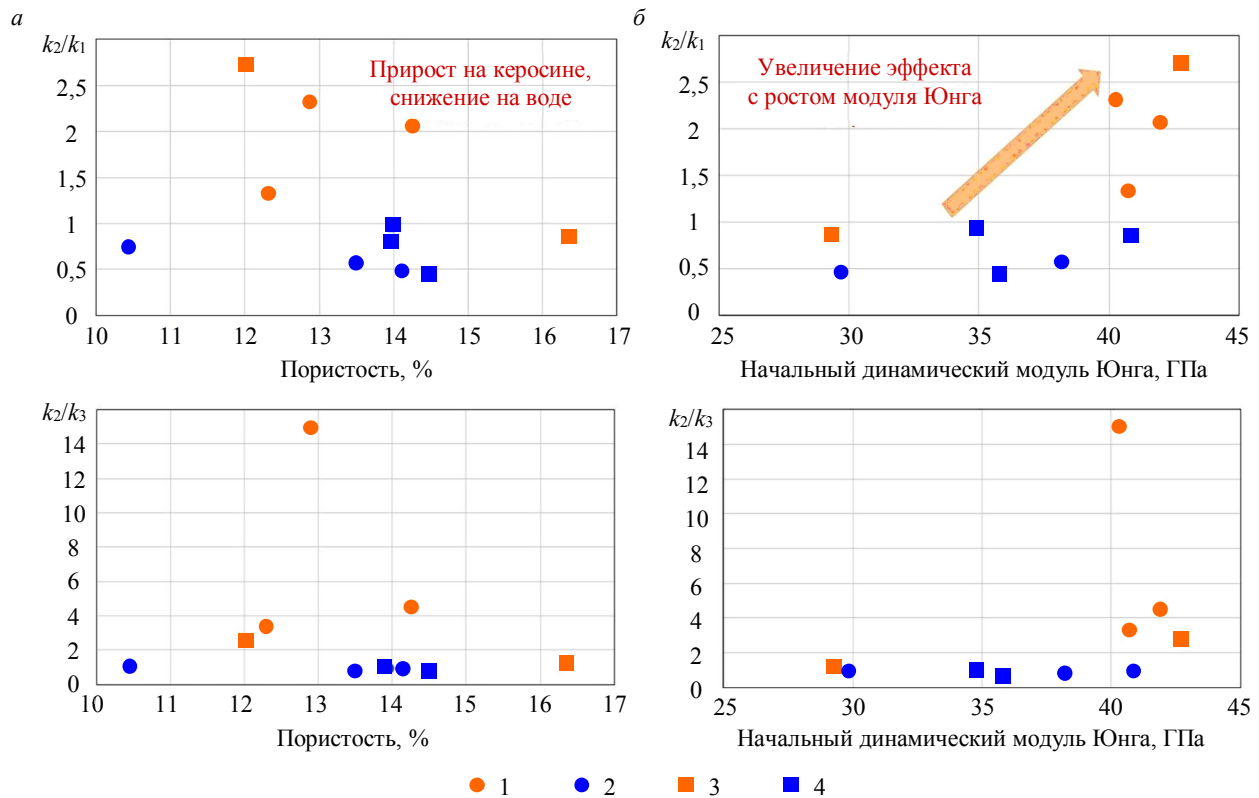 а
k2/k1
2,5
2
1,5
1
0,5
0
10 11 12 13 14 15 16 17
Пористость, %
Прирост на керосине,
снижение на воде
б
k2/k1
2,5
2
1,5
1
0,5
0
25 30 35 40 45
Начальный динамический модуль Юнга, ГПа
Увеличение эффекта
с ростом модуля Юнга
k2/k3
14
12
10
8
6
4
2
0
10 11 12 13 14 15 16 17
Пористость, %
k2/k3
14
12
10
8
6
4
2
0
25 30 35 40 45
Начальный динамический модуль Юнга, ГПа
1 2 3 4